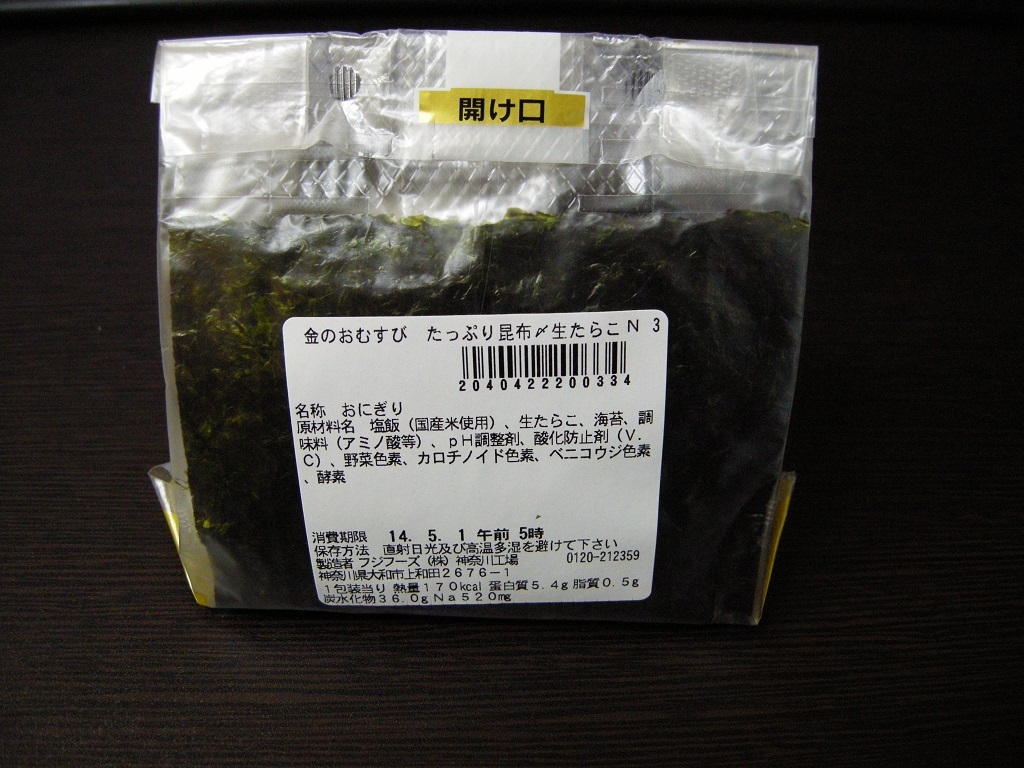 開け口
金のおむすび たっぷり昆布〆生たらこN 3
2040422200334
名称 おにぎり
原材料名 塩飯（国産米使用）、生たらこ、海苔、調
味料（アミノ酸等）、pH調整剤、酸化防止剤（V.
C）、野菜色素、カロチノイド色素、ベニコウジ色素
、酵素
消費期限 14. 5. 1 午前 5時
保存方法 直射日光及び高温多湿を避けて下さい
製造者 フジフーズ（株）神奈川工場 0120-212359
神奈川県大和市上和田2676-1
1包装当り 熱量170kcal 蛋白質5.4g 脂質0.5g
炭水化物36.0g Na520mg